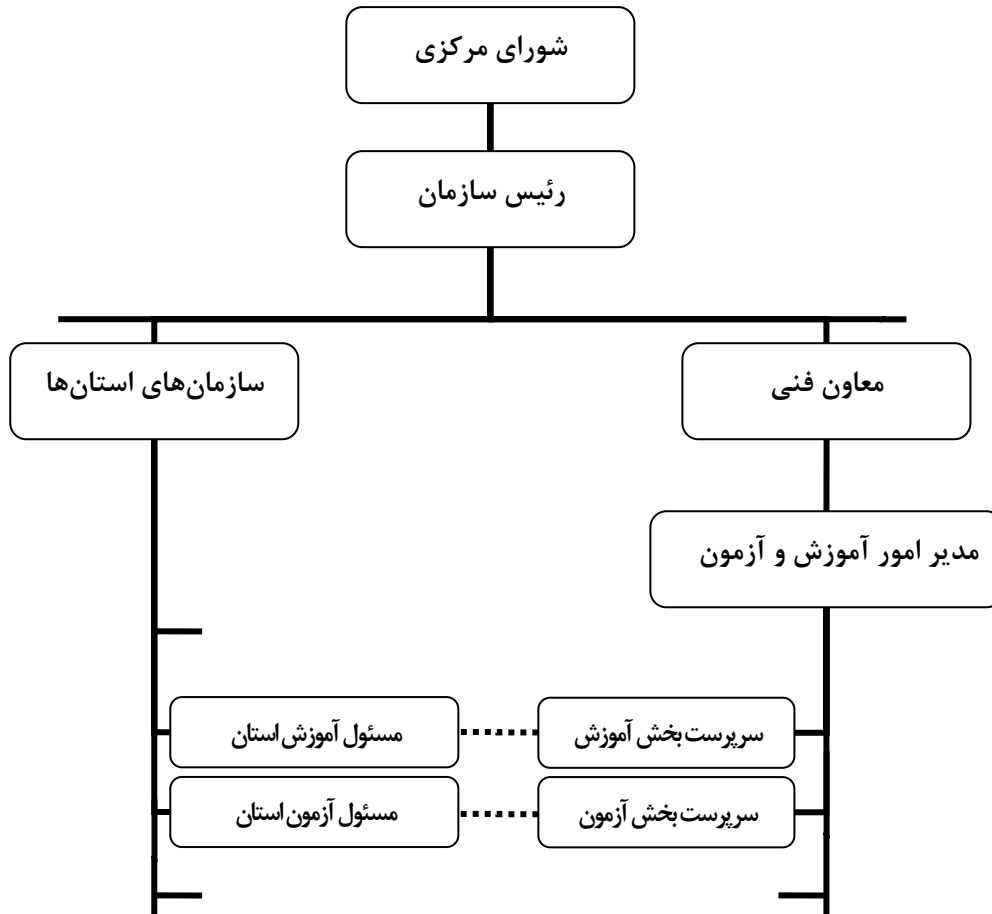 شورای مرکزی
رئیس سازمان
معاون فنی
سازمان‌های استان‌ها
مدیر امور آموزش و آزمون
سرپرست بخش آموزش
مسئول آموزش استان
سرپرست بخش آزمون
مسئول آزمون استان